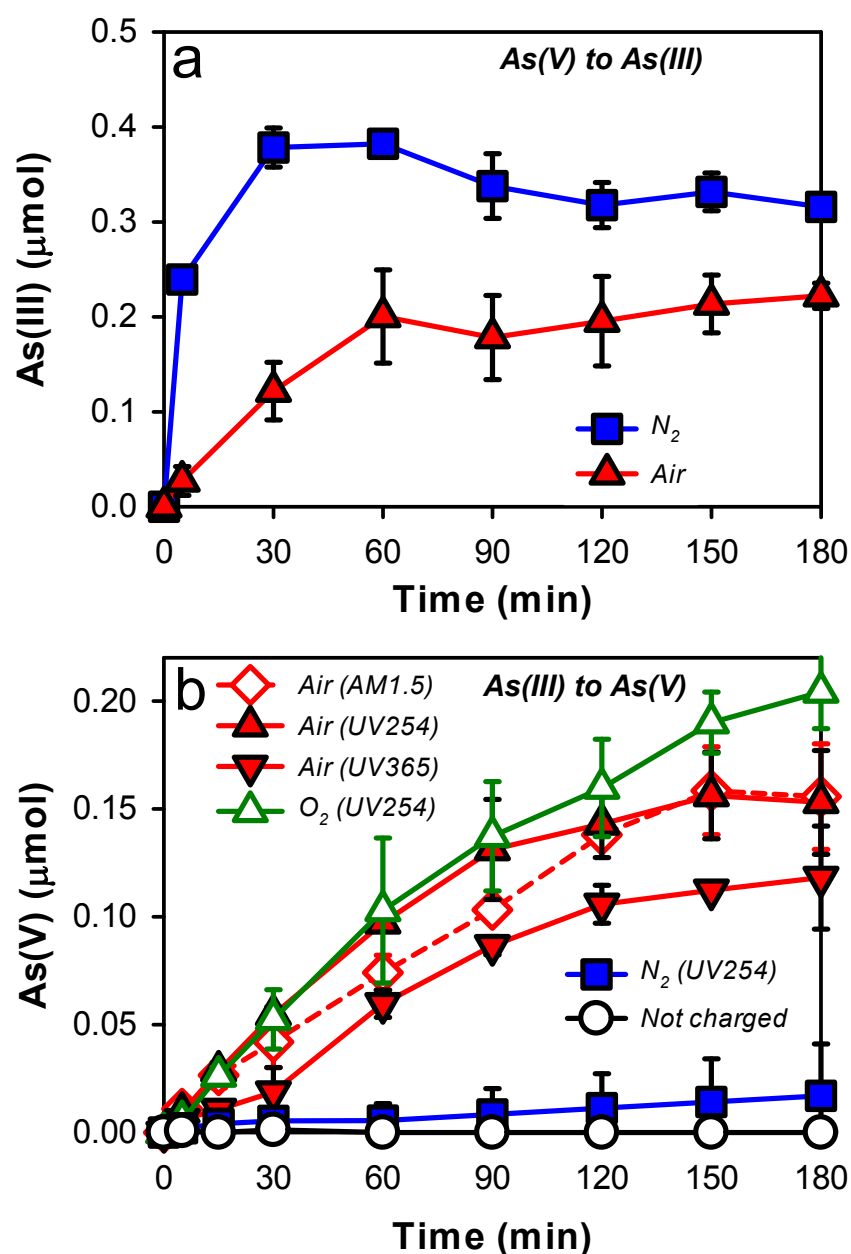 a
As(V) to As(III)
As(III) (μmol)
0.5
0.4
0.3
0.2
0.1
0.0
N2
Air
0 30 60 90 120 150 180
Time (min)
b
As(III) to As(V)
Air (AM1.5)
Air (UV254)
Air (UV365)
O2 (UV254)
As(V) (μmol)
0.20
0.15
0.10
0.05
0.00
N2 (UV254)
Not charged
0 30 60 90 120 150 180
Time (min)